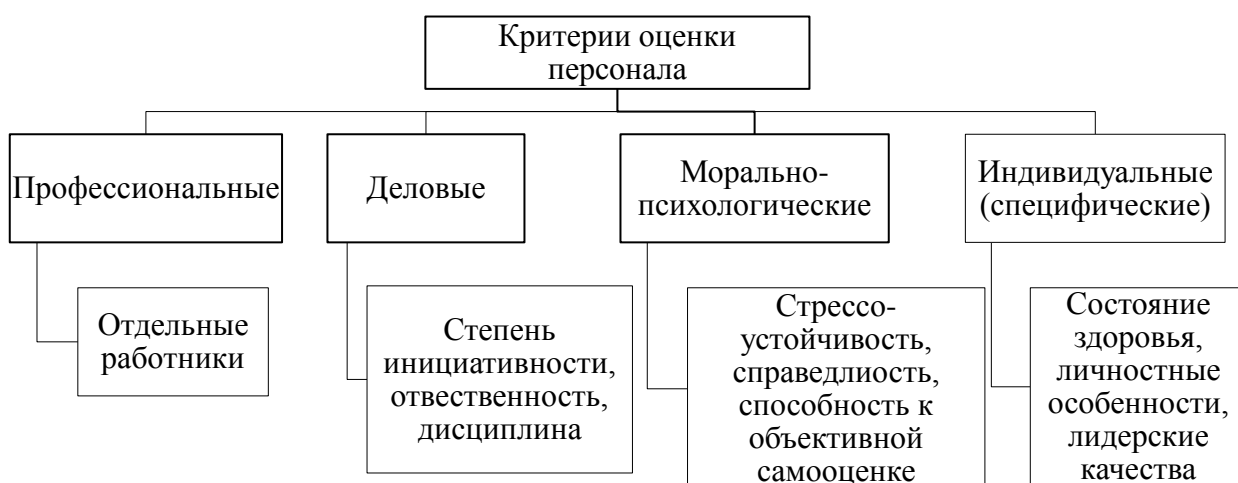 Критерии оценки
персонала
Профессиональные
Деловые
Морально-
психологические
Индивидуальные
(специфические)
Отдельные
работники
Степень
инициативности,
отвественность,
дисциплина
Стрессо-
устойчивость,
справедлиость,
способность к
объективной
самооценке
Состояние
здоровья,
личностные
особенности,
лидерские
качества